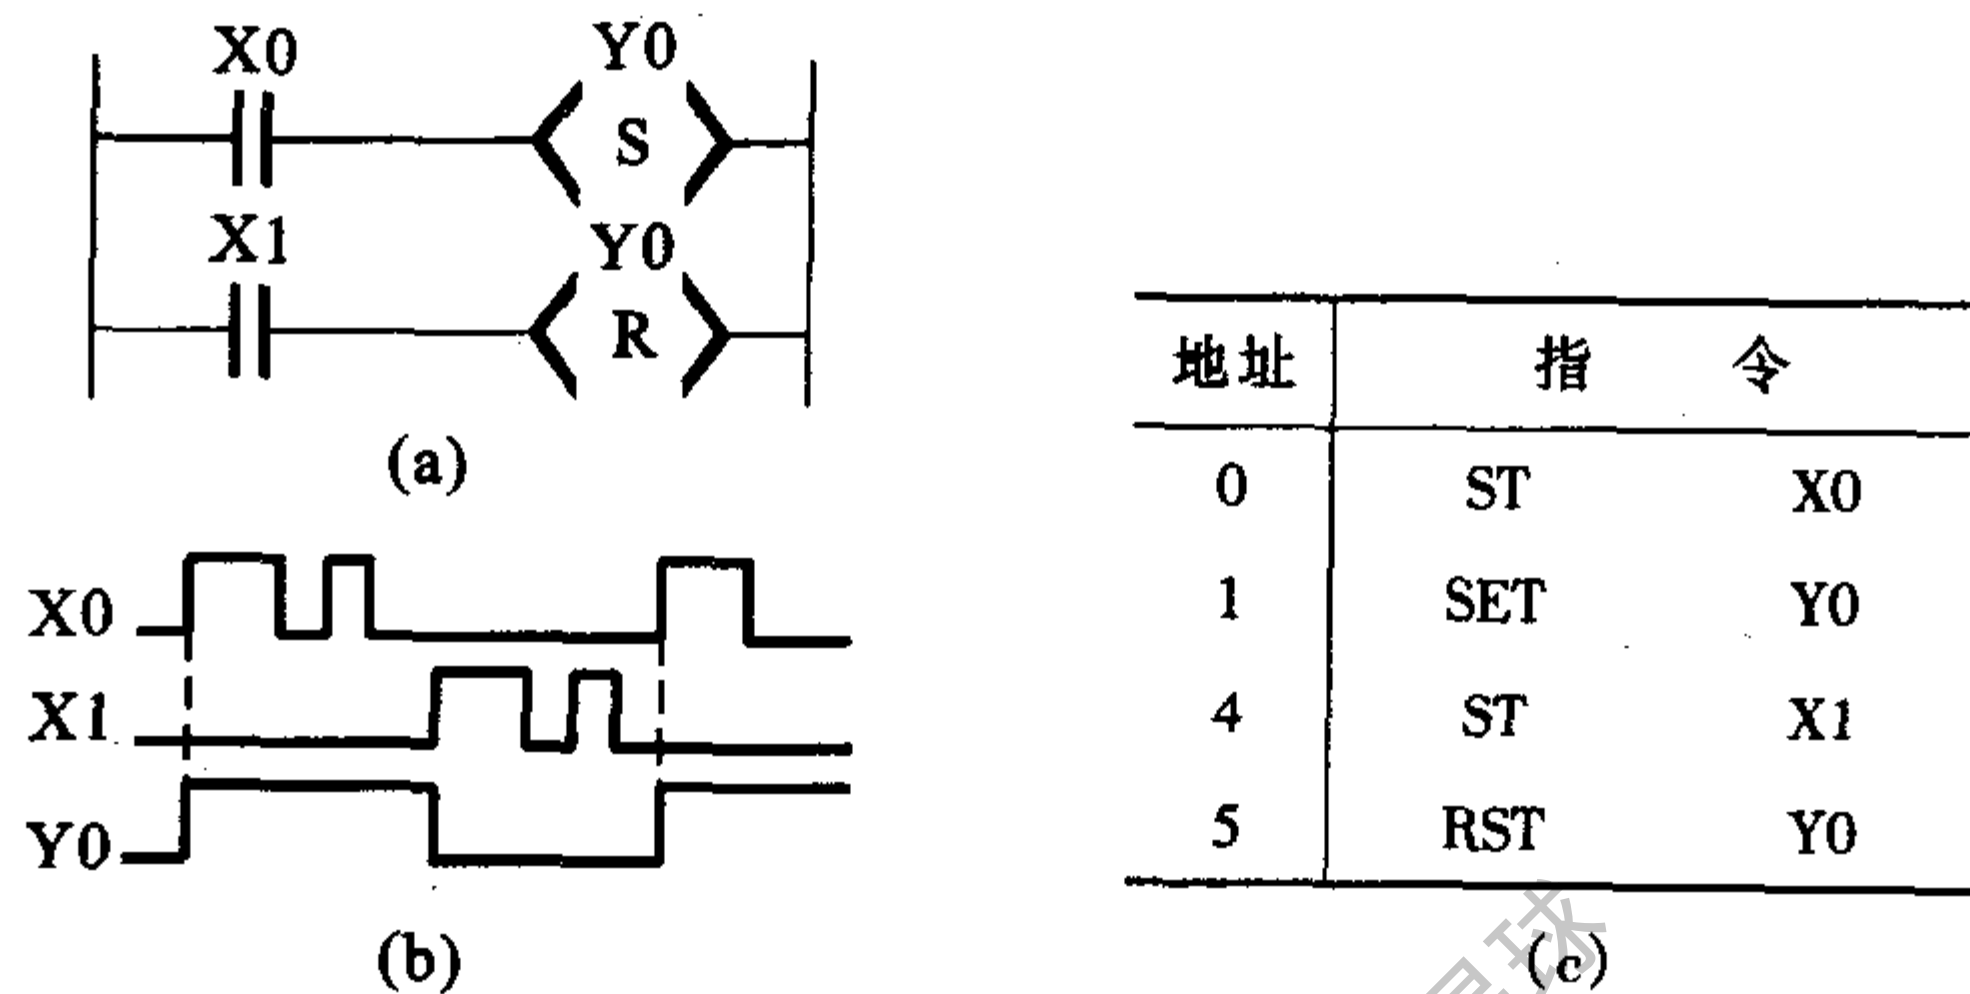 X0 Y0
S
X1 Y0
R
(a)
X0
X1
Y0
(b)
地址 指 令
0 ST X0
1 SET Y0
4 ST X1
5 RST Y0
(c)